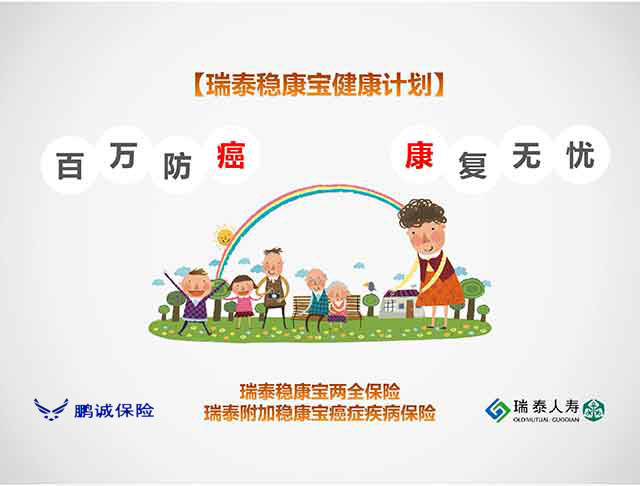 【瑞泰稳康宝健康计划】
百万防癌 康复无忧
瑞泰稳康宝两全保险
瑞泰附加稳康宝癌症疾病保险
鹏诚保险
瑞泰人寿
OLDMUTUAL GUODIAN